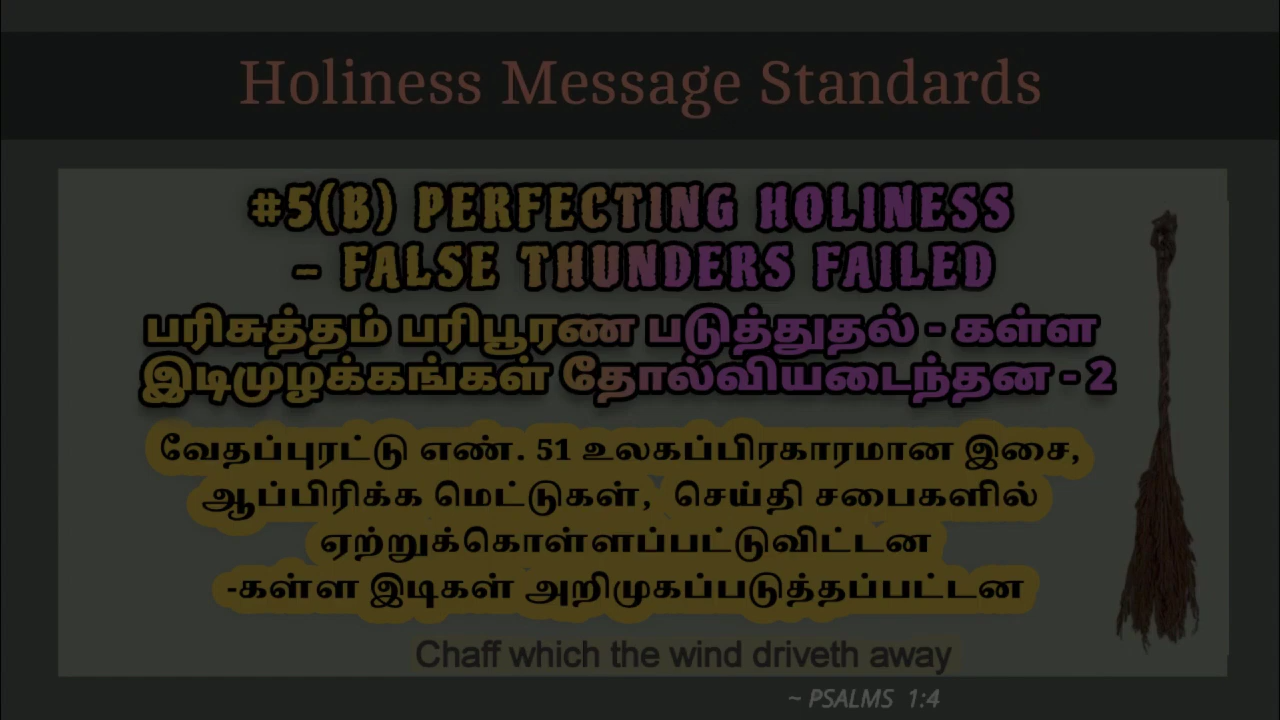 Holiness Message Standards
#5(B) PERFECTING HOLINESS
– FALSE THUNDERS FAILED
பரிசுத்தம் பரிபூரண படுத்துதல் - கள்ள
இடிமுழக்கங்கள் தோல்வியடைந்தன - 2
வேதப்புரட்டு எண். 51 உலகப்பிரகாரமான இசை,
ஆப்பிரிக்க மெட்டுகள், செய்தி சபைகளில்
ஏற்றுக்கொள்ளப்பட்டுவிட்டன
-கள்ள இடிகள் அறிமுகப்படுத்தப்பட்டன
Chaff which the wind driveth away
~ PSALMS 1:4